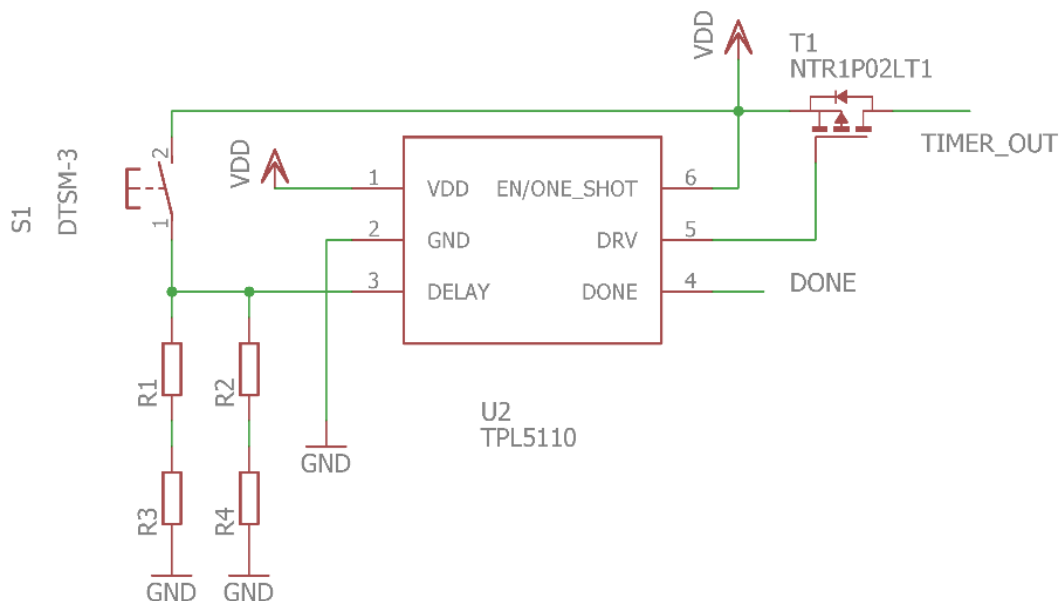 VDD
T1
NTR1P02LT1
TIMER_OUT
S1
DTSM-3
2
1
VDD
1
VDD
EN/ONE_SHOT
6
2
GND
DRV
5
3
DELAY
DONE
4
DONE
R1
R2
U2
TPL5110
GND
R3
R4
GND
GND